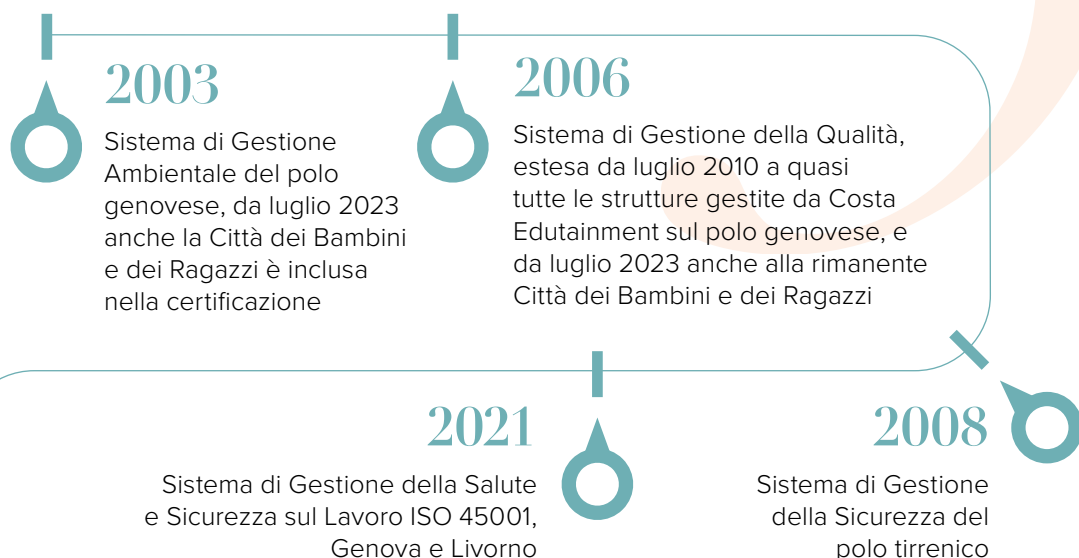 2003
Sistema di Gestione
Ambientale del polo
genovese, da luglio 2023
anche la Città dei Bambini
e dei Ragazzi è inclusa
nella certificazione
2006
Sistema di Gestione della Qualità,
estesa da luglio 2010 a quasi
tutte le strutture gestite da Costa
Edutainment sul polo genovese, e
da luglio 2023 anche alla rimanente
Città dei Bambini e dei Ragazzi
2008
Sistema di Gestione
della Sicurezza del
polo tirrenico
2021
Sistema di Gestione della Salute
e Sicurezza sul Lavoro ISO 45001,
Genova e Livorno